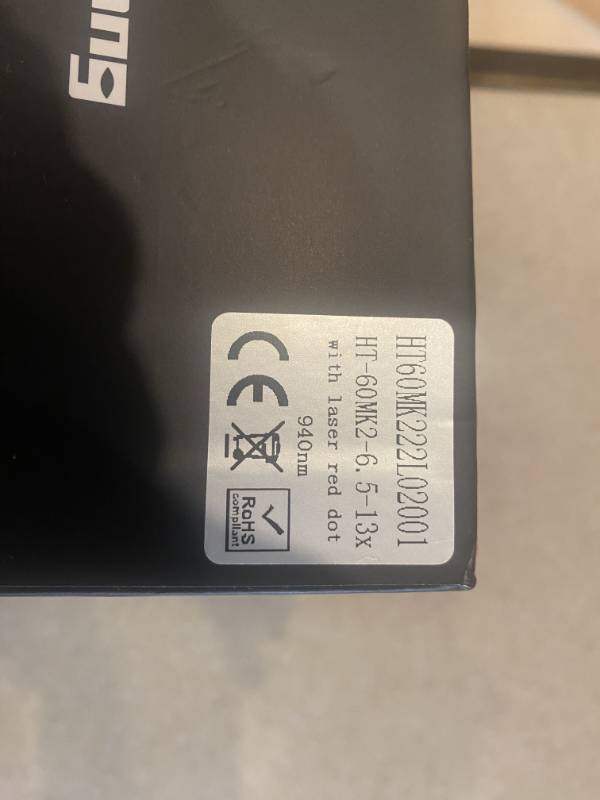 HT60MK222L02001
HT-60MK2-6.5-13x
with laser red dot
940nm
CE
RoHS
compliant